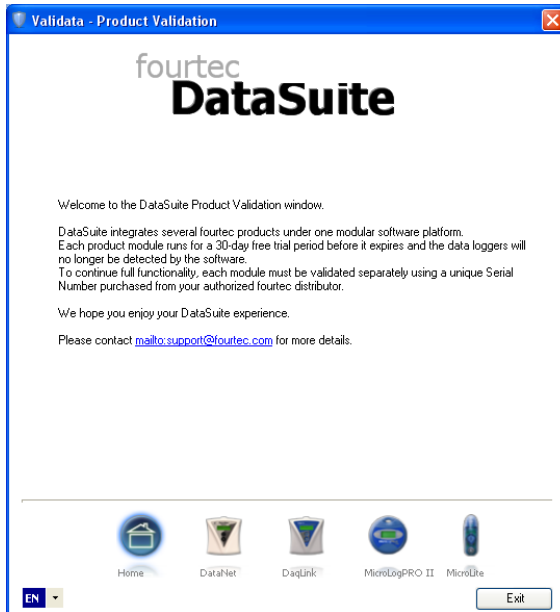 Validata - Product Validation
fourtec
DataSuite
Welcome to the DataSuite Product Validation window.
DataSuite integrates several fourtec products under one modular software platform.
Each product module runs for a 30-day free trial period before it expires and the data loggers will
no longer be detected by the software.
To continue full functionality, each module must be validated separately using a unique Serial
Number purchased from your authorized fourtec distributor.
We hope you enjoy your DataSuite experience.
Please contact mailto:support@fourtec.com for more details.
Home DataNet DaqLink MicroLogPRO II MicroLite
EN Exit